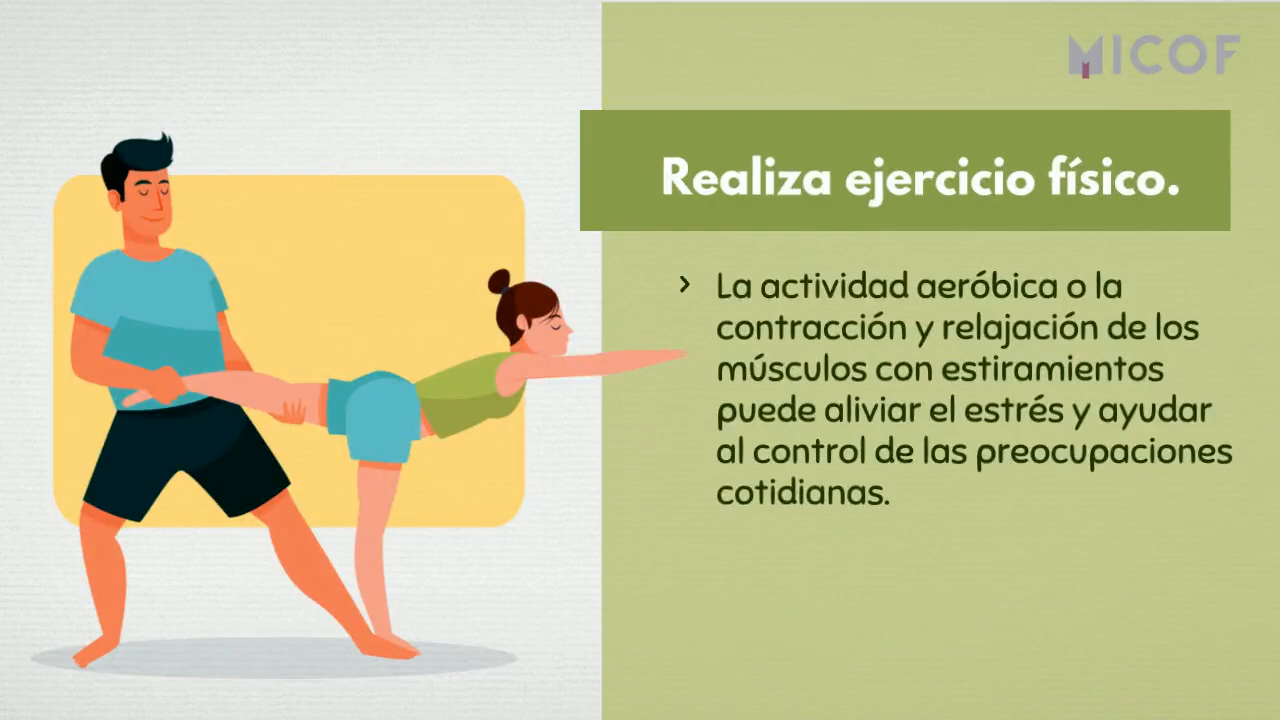 MICOF
Realiza ejercicio físico.
› La actividad aeróbica o la
contracción y relajación de los
músculos con estiramientos
puede aliviar el estrés y ayudar
al control de las preocupaciones
cotidianas.